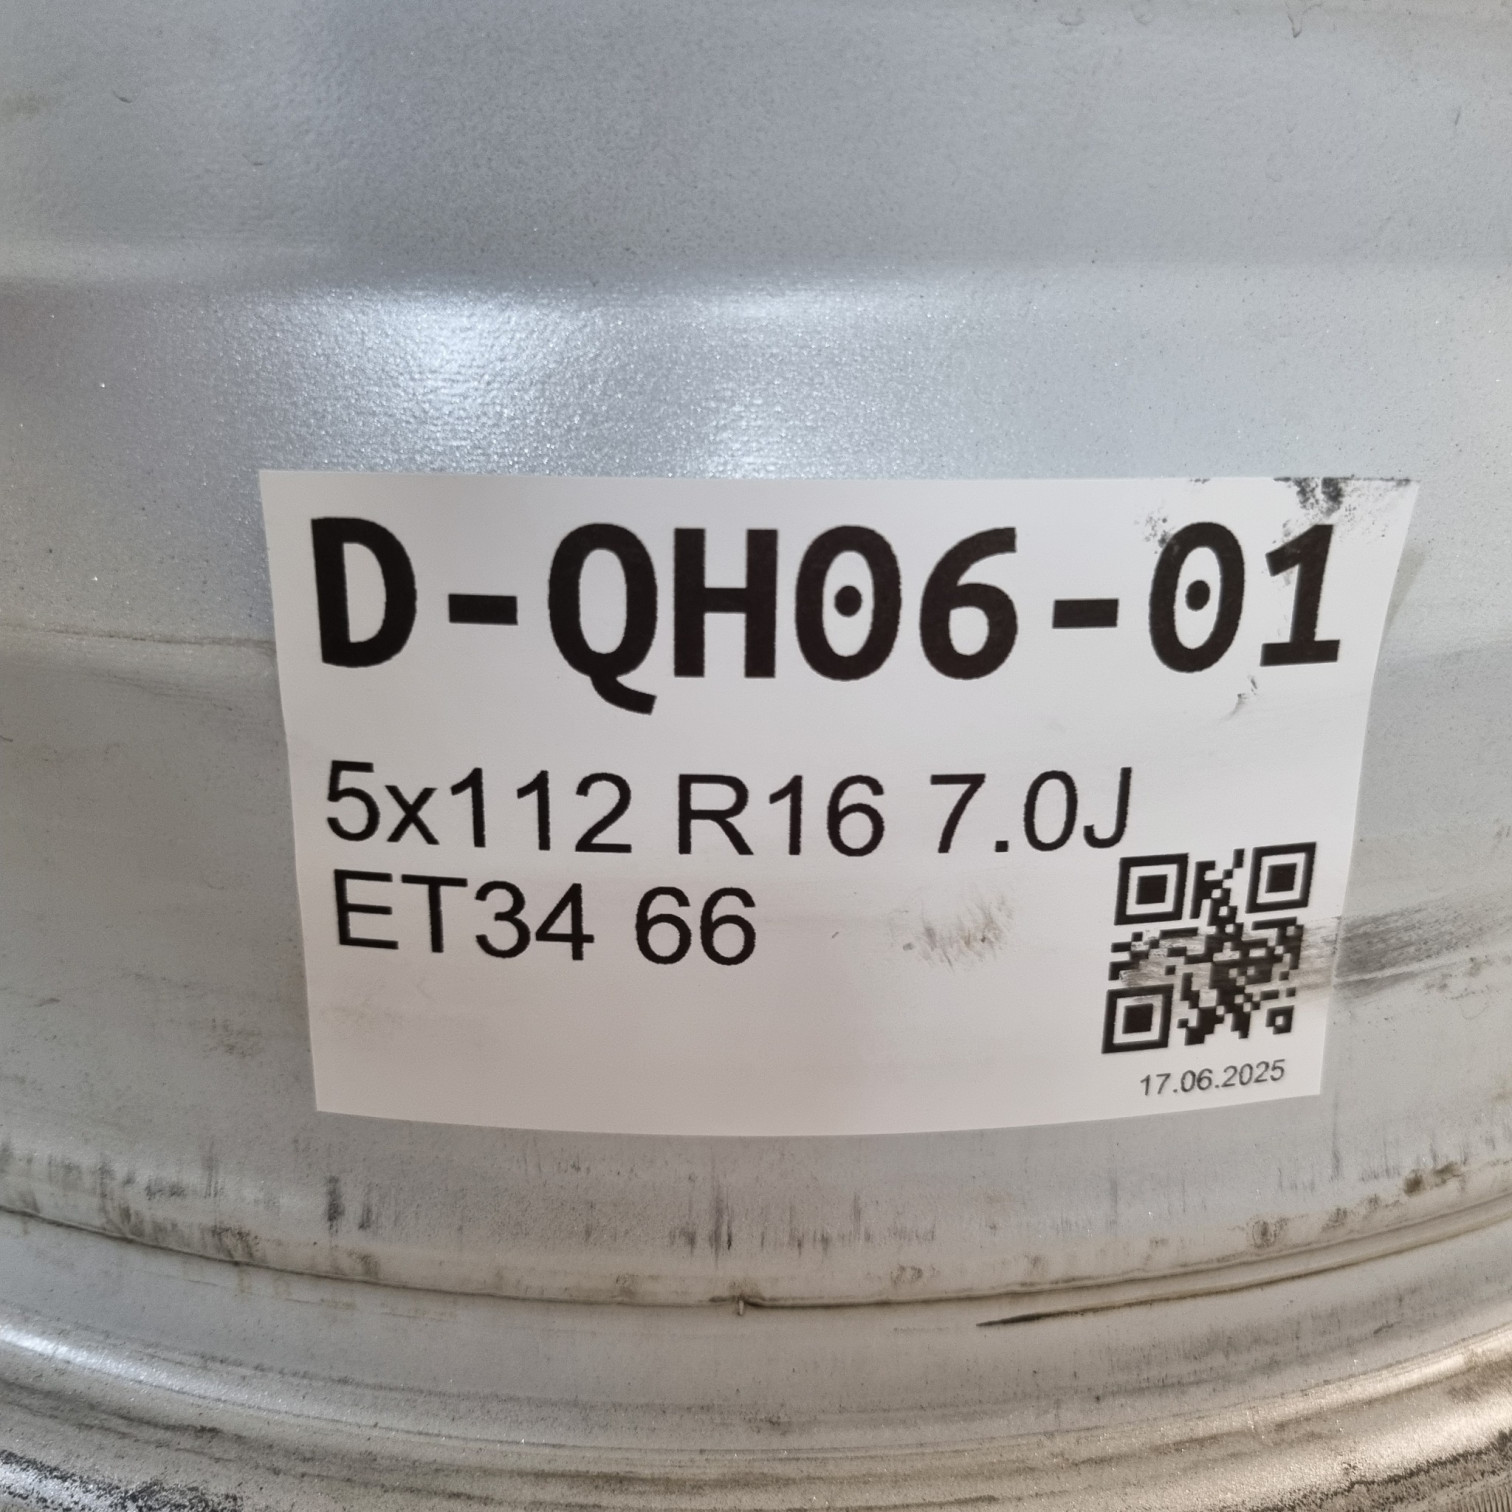 D-QH06-01
5x112 R16 7.0J
ET34 66
17.06.2025